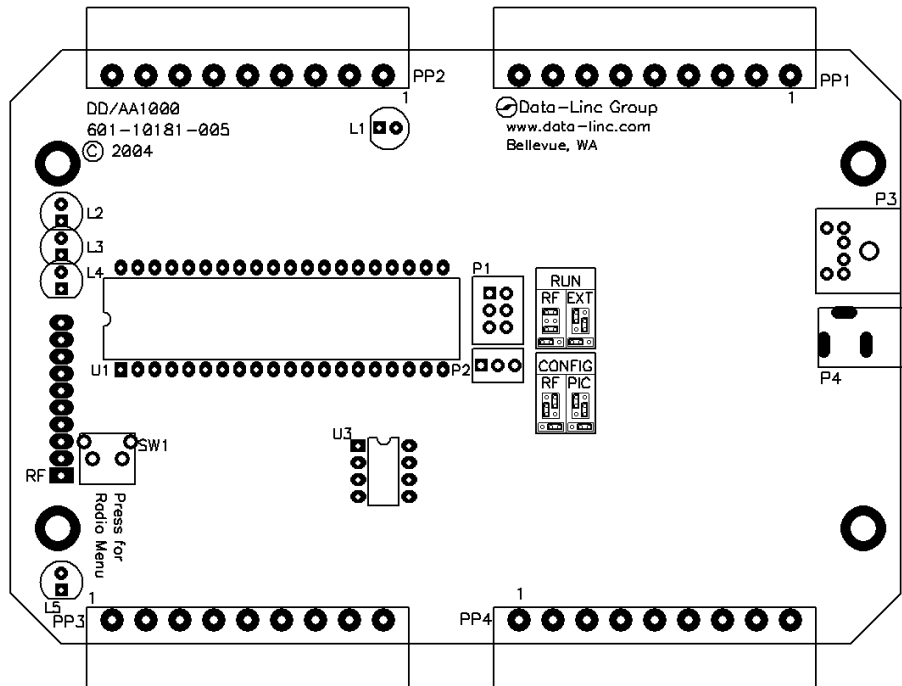 PP2
PP1
1
1
DD/AA1000
601-10181-005
© 2004
L1
Data-Linc Group
www.data-linc.com
Bellevue, WA
P3
L2
L3
L4
P1
RUN
RF EXT
U1
P2
CONFIG
RF PIC
P4
U3
SW1
RF
Press for
Radio Menu
L5
1
PP3
1
PP4